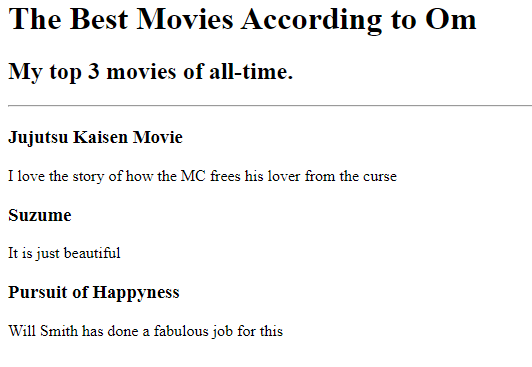 The Best Movies According to Om
My top 3 movies of all-time.
Jujutsu Kaisen Movie
I love the story of how the MC frees his lover from the curse
Suzume
It is just beautiful
Pursuit of Happyness
Will Smith has done a fabulous job for this